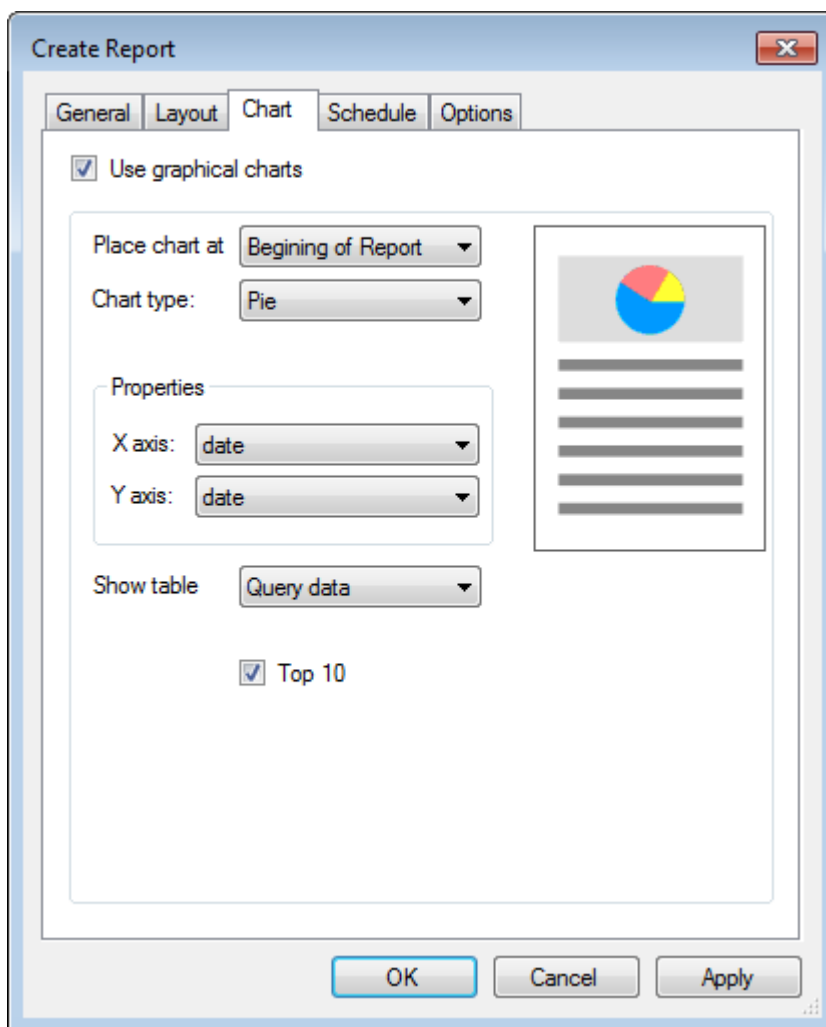 Create Report
General Layout Chart Schedule Options
Use graphical charts
Place chart at Begining of Report
Chart type: Pie
Properties
X axis: date
Y axis: date
Show table Query data
Top 10
OK Cancel Apply